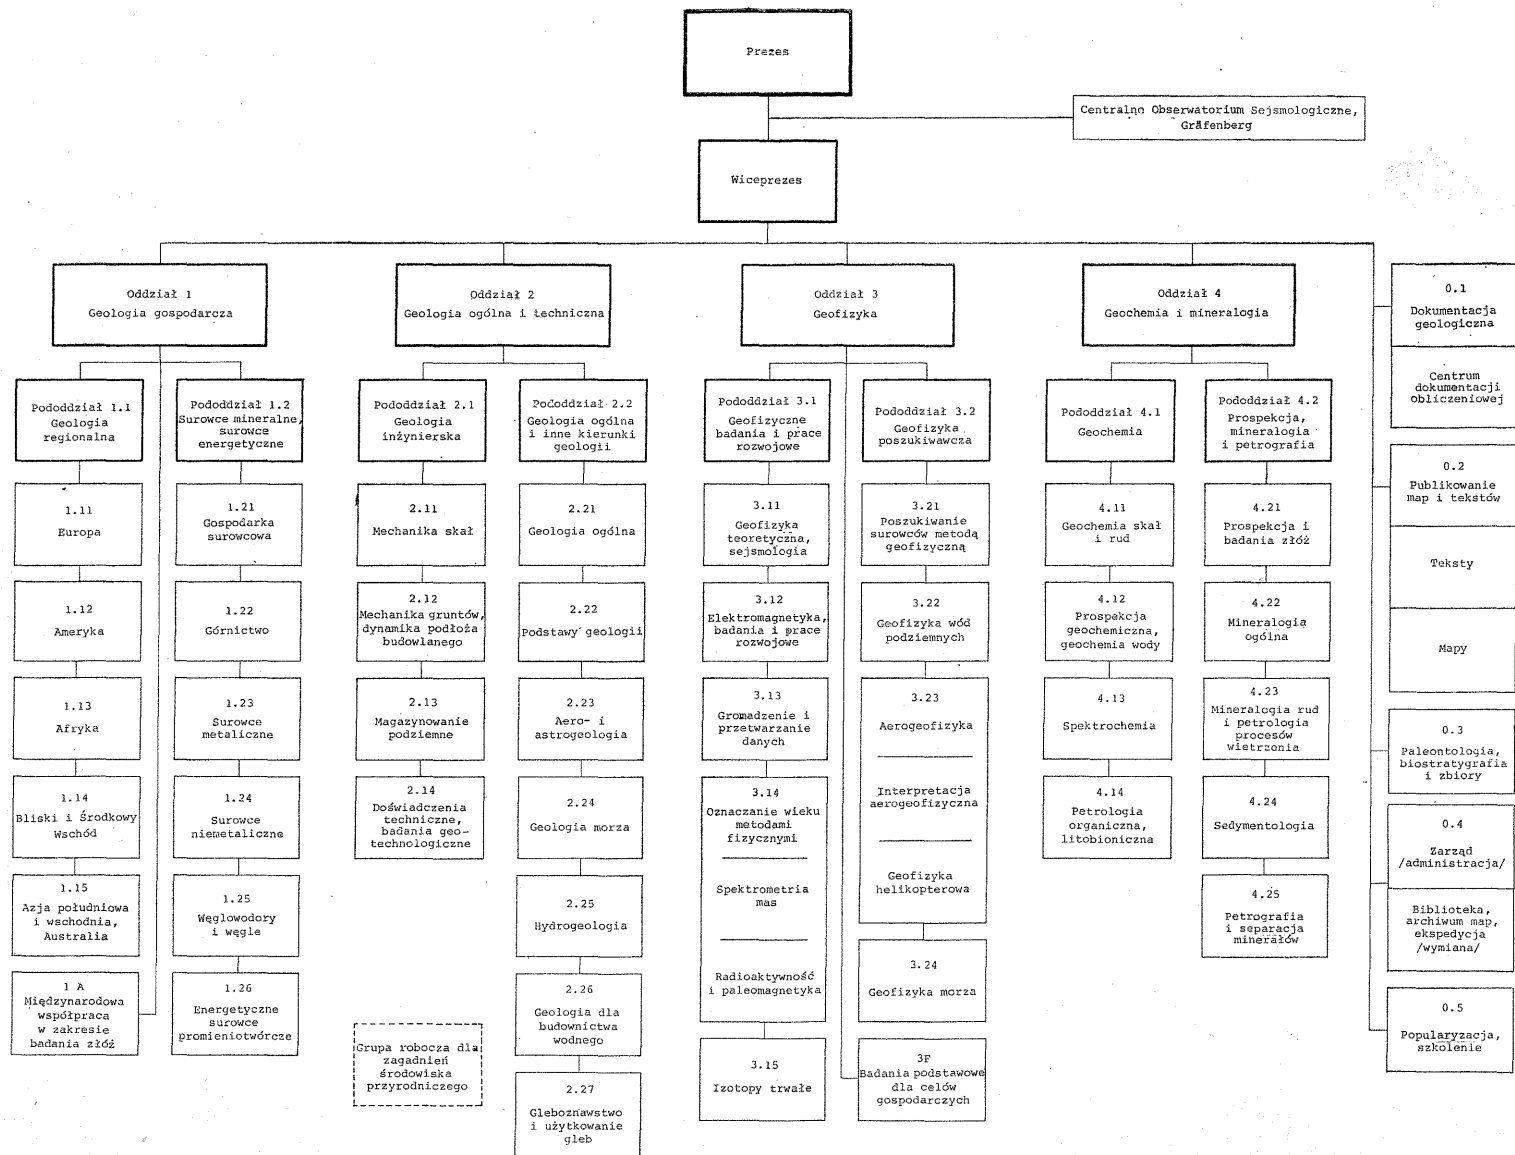 Prezes
Centralno Obserwatorium Sejsmologiczne,
Gräfenberg
Wiceprezes
Oddział 1
Geologia gospodarcza
Oddział 2
Geologia ogólna i techniczna
Oddział 3
Geofizyka
Oddział 4
Geochemia i mineralogia
0.1
Dokumentacja
geologiczna
Centrum
dokumentacji
obliczeniowej
0.2
Publikowanie
map i tekstów
Teksty
Mapy
0.3
Paleontologia,
biostratygrafia
i zbiory
0.4
Zarząd
/administracja/
Biblioteka,
archiwum map,
ekspedycja
/wymiana/
0.5
Popularyzacja,
szkolenie
Pododdział 1.1
Geologia
regionalna
1.11
Europa
1.12
Ameryka
1.13
Afryka
1.14
Bliski i Środkowy
Wschód
1.15
Azja południowa
i wschodnia,
Australia
1 A
Międzynarodowa
współpraca
w zakresie
badania złóż
Pododdział 1.2
Surowce mineralne,
surowce
energetyczne
1.21
Gospodarka
surowcowa
1.22
Górnictwo
1.23
Surowce
metaliczne
1.24
Surowce
niemetaliczne
1.25
Węglowodory
i węgle
1.26
Energetyczne
surowce
promieniotwórcze
Pododdział 2.1
Geologia
inżynierska
2.11
Mechanika skał
2.12
Mechanika gruntów,
dynamika podłoża
budowlanego
2.13
Magazynowanie
podziemne
2.14
Doświadczenia
techniczne,
badania geo-
technologiczne
Grupa robocza dla
zagadnień
środowiska
przyrodniczego
Pododdział 2.2
Geologia ogólna
i inne kierunki
geologii
2.21
Geologia ogólna
2.22
Podstawy geologii
2.23
Aero- i
astrogeologia
2.24
Geologia morza
2.25
Hydrogeologia
2.26
Geologia dla
budownictwa
wodnego
2.27
Gleboznawstwo
i użytkowanie
gleb
Pododdział 3.1
Geofizyczne
badania i prace
rozwojowe
3.11
Geofizyka
teoretyczna,
sejsmologia
3.12
Elektromagnetyka,
badania i prace
rozwojowe
3.13
Gromadzenie i
przetwarzanie
danych
3.14
Oznaczanie wieku
metodami
fizycznymi
Spektrometria
mas
Radioaktywność
i paleomagnetyka
3.15
Izotopy trwałe
Pododdział 3.2
Geofizyka
poszukiwawcza
3.21
Poszukiwanie
surowców metodą
geofizyczną
3.22
Geofizyka wód
podziemnych
3.23
Aerogeofizyka
Interpretacja
aerogeofizyczna
Geofizyka
helikopterowa
3.24
Geofizyka morza
3F
Badania podstawowe
dla celów
gospodarczych
Pododdział 4.1
Geochemia
4.11
Geochemia skał
i rud
4.12
Prospekcja
geochemiczna,
geochemia wody
4.13
Spektrochemia
4.14
Petrologia
organiczna,
litobioniczna
Pododdział 4.2
Prospekcja,
mineralogia
i petrografia
4.21
Prospekcja i
badania złóż
4.22
Mineralogia
ogólna
4.23
Mineralogia rud
i petrologia
procesów
wietrzenia
4.24
Sedymentologia
4.25
Petrografia
i separacja
minerałów